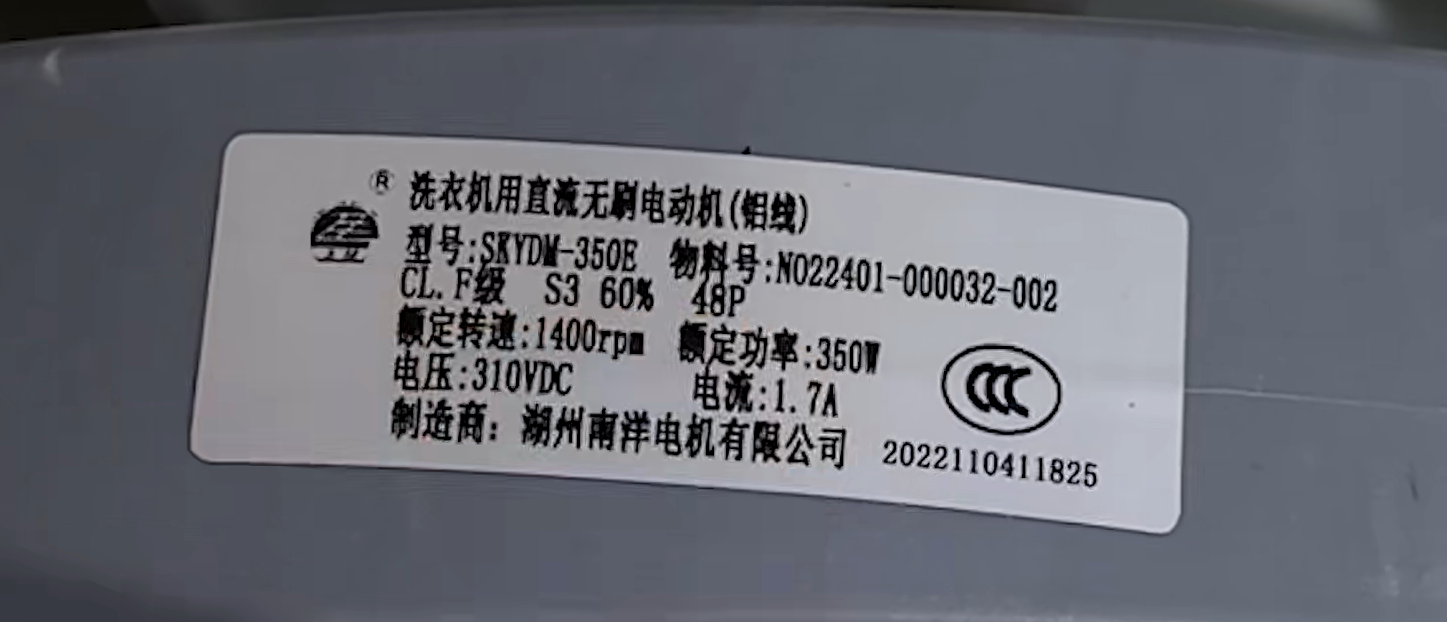 ® 洗衣机用直流无刷电动机(铝线)
型号:SKYDM-350E 物料号:N022401-000032-002
CL.F级 S3 60% 48P
额定转速:1400rpm 额定功率:350W
电压:310VDC 电流:1.7A
制造商: 湖州南洋电机有限公司
CCC
2022110411825